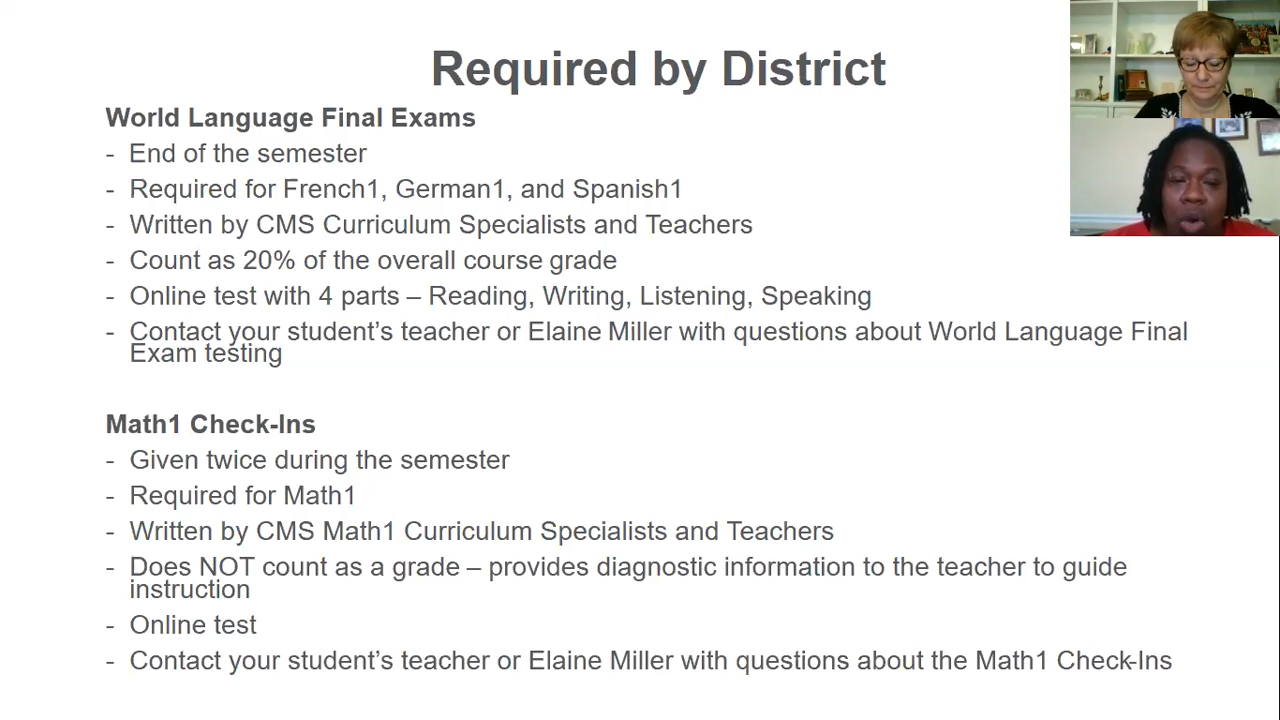 Required by District
World Language Final Exams
- End of the semester
- Required for French1, German1, and Spanish1
- Written by CMS Curriculum Specialists and Teachers
- Count as 20% of the overall course grade
- Online test with 4 parts – Reading, Writing, Listening, Speaking
- Contact your student’s teacher or Elaine Miller with questions about World Language Final
Exam testing
Math1 Check-Ins
- Given twice during the semester
- Required for Math1
- Written by CMS Math1 Curriculum Specialists and Teachers
- Does NOT count as a grade – provides diagnostic information to the teacher to guide
instruction
- Online test
- Contact your student’s teacher or Elaine Miller with questions about the Math1 Check-Ins